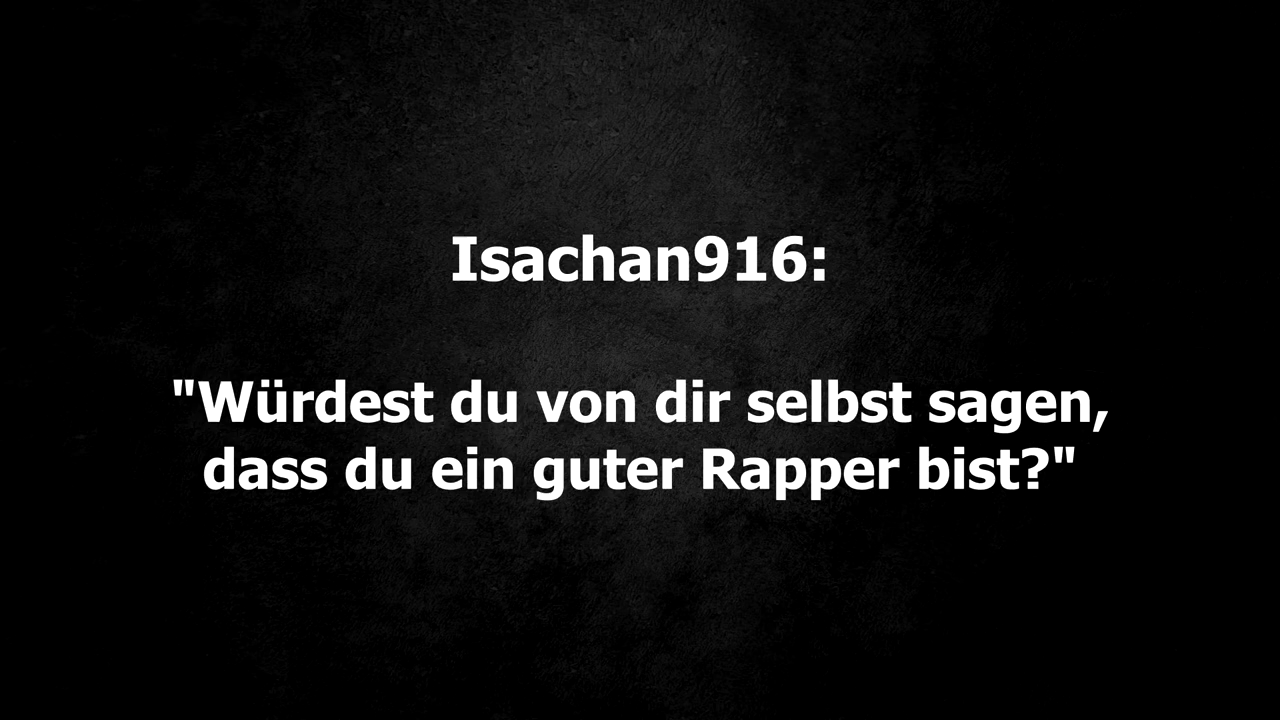 Isachan916:
"Würdest du von dir selbst sagen,
dass du ein guter Rapper bist?"